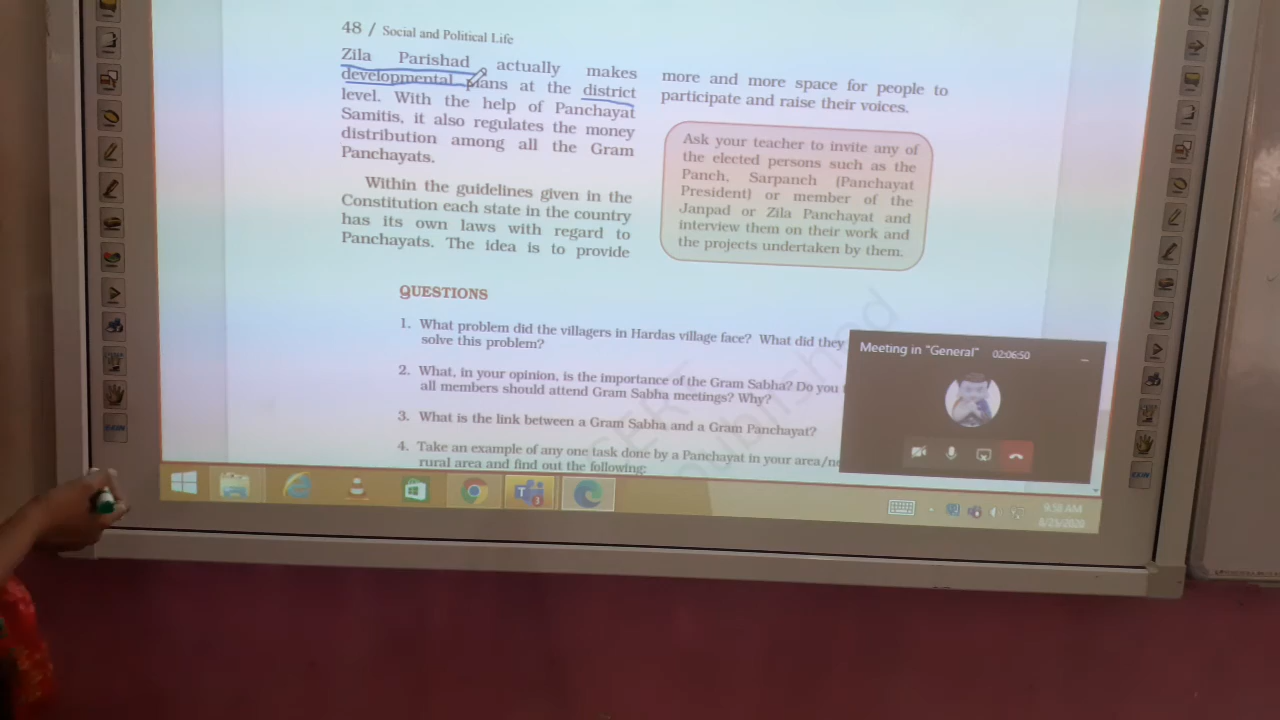 48 / Social and Political Life
Zila Parishad actually makes
developmental plans at the district
level. With the help of Panchayat
Samitis, it also regulates the money
distribution among all the Gram
Panchayats.
Within the guidelines given in the
Constitution each state in the country
has its own laws with regard to
Panchayats. The idea is to provide
more and more space for people to
participate and raise their voices.
Ask your teacher to invite any of
the elected persons such as the
Panch, Sarpanch (Panchayat
President) or member of the
Janpad or Zila Panchayat and
interview them on their work and
the projects undertaken by them.
QUESTIONS
1. What problem did the villagers in Hardas village face? What did they
solve this problem?
2. What, in your opinion, is the importance of the Gram Sabha? Do you
all members should attend Gram Sabha meetings? Why?
3. What is the link between a Gram Sabha and a Gram Panchayat?
4. Take an example of any one task done by a Panchayat in your area/ne
rural area and find out the following:
Meeting in "General" 02:06:50
published
9:58 AM